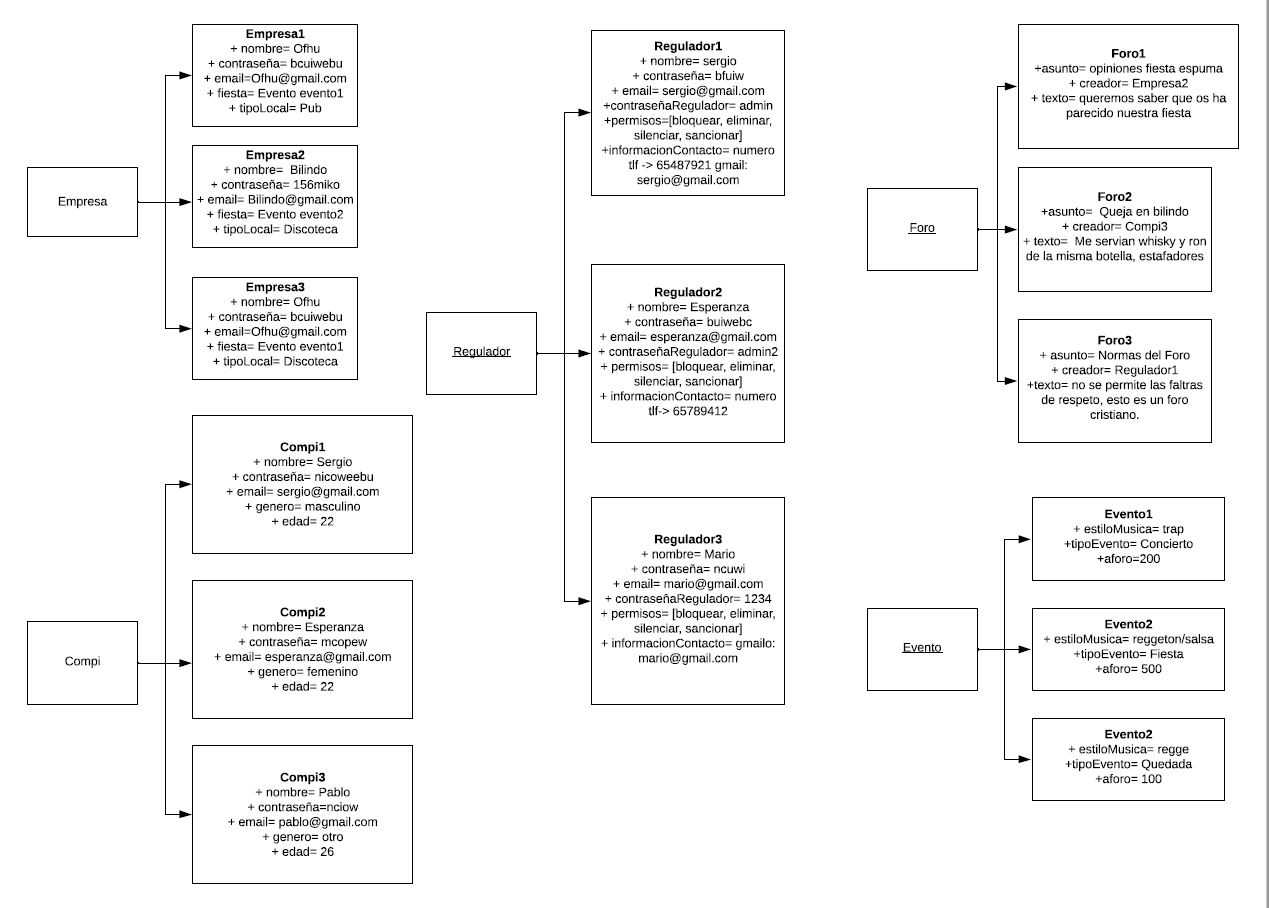 Empresa
Empresa1
+ nombre= Ofhu
+ contraseña= bcuiwebu
+ email=Ofhu@gmail.com
+ fiesta= Evento evento1
+ tipoLocal= Pub
Empresa2
+ nombre=  Bilindo
+ contraseña= 156miko
+ email= Bilindo@gmail.com
+ fiesta= Evento evento2
+ tipoLocal= Discoteca
Empresa3
+ nombre= Ofhu
+ contraseña= bcuiwebu
+ email=Ofhu@gmail.com
+ fiesta= Evento evento1
+ tipoLocal= Discoteca
Compi
Compi1
+ nombre= Sergio
+ contraseña= nicoweebu
+ email= sergio@gmail.com
+ genero= masculino
+ edad= 22
Compi2
+ nombre= Esperanza
+ contraseña= mcopew
+ email= esperanza@gmail.com
+ genero= femenino
+ edad= 22
Compi3
+ nombre= Pablo
+ contraseña=nciow
+ email= pablo@gmail.com
+ genero= otro
+ edad= 26
Regulador
Regulador1
+ nombre= sergio
+ contraseña= bfuiw
+ email= sergio@gmail.com
+contraseñaRegulador= admin
+permisos=[bloquear, eliminar,
silenciar, sancionar]
+informacionContacto= numero
tlf -> 65487921 gmail:
sergio@gmail.com
Regulador2
+ nombre= Esperanza
+ contraseña= buiwebc
+ email= esperanza@gmail.com
+ contraseñaRegulador= admin2
+ permisos= [bloquear, eliminar,
silenciar, sancionar]
+ informacionContacto= numero
tlf-> 65789412
Regulador3
+ nombre= Mario
+ contraseña= ncuwi
+ email= mario@gmail.com
+ contraseñaRegulador= 1234
+ permisos= [bloquear, eliminar,
silenciar, sancionar]
+ informacionContacto= gmailo:
mario@gmail.com
Foro
Foro1
+asunto= opiniones fiesta espuma
+ creador= Empresa2
+ texto= queremos saber que os ha
parecido nuestra fiesta
Foro2
+asunto=  Queja en bilindo
+ creador= Compi3
+ texto=  Me servian whisky y ron
de la misma botella, estafadores
Foro3
+ asunto= Normas del Foro
+ creador= Regulador1
+texto= no se permite las faltras
de respeto, esto es un foro
cristiano.
Evento
Evento1
+ estiloMusica= trap
+tipoEvento= Concierto
+aforo=200
Evento2
+ estiloMusica= reggeton/salsa
+tipoEvento= Fiesta
+aforo= 500
Evento2
+ estiloMusica= regge
+tipoEvento= Quedada
+aforo= 100